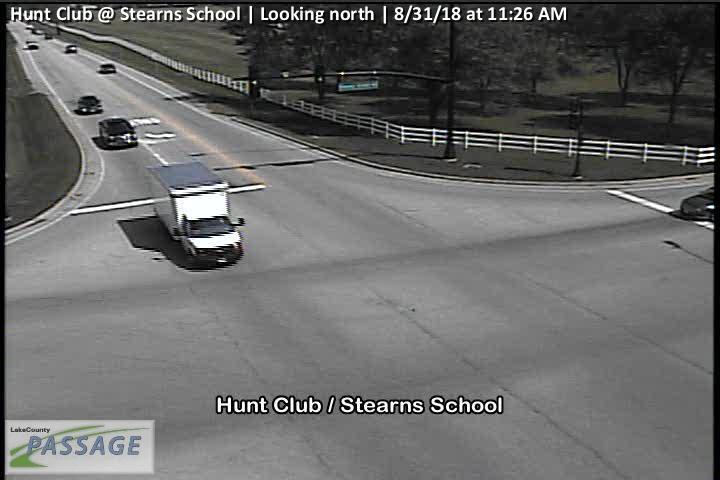 Hunt Club @ Stearns School | Looking north | 8/31/18 at 11:26 AM
Hunt Club / Stearns School
LakeCounty
PASSAGE